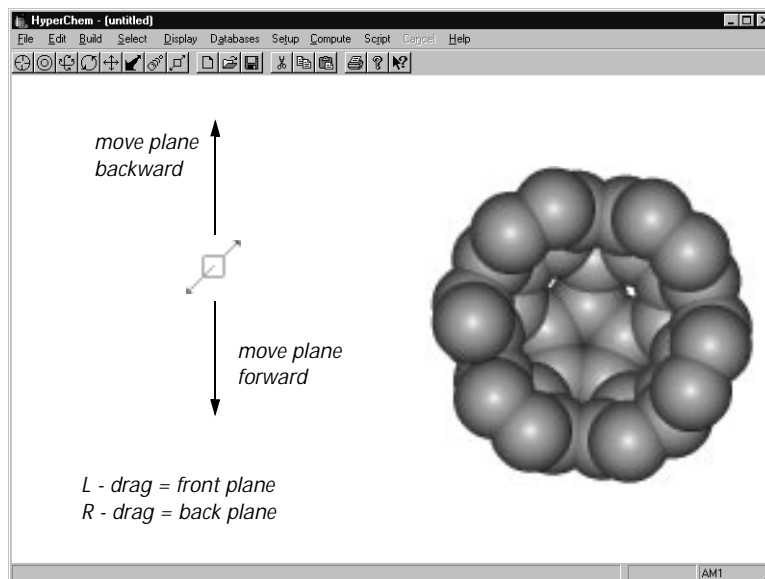 HyperChem - (untitled)
File Edit Build Select Display Databases Setup Compute Script Cancel Help
move plane
backward
move plane
forward
L - drag = front plane
R - drag = back plane
AM1